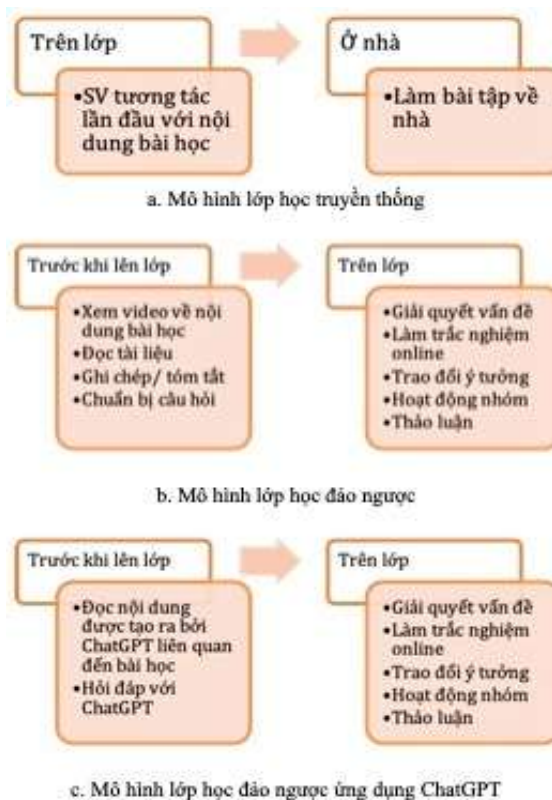 Trên lớp
Ở nhà
•SV tương tác
lần đầu với nội
dung bài học
•Làm bài tập về
nhà
a. Mô hình lớp học truyền thống
Trước khi lên lớp
Trên lớp
•Xem video về nội
dung bài học
•Đọc tài liệu
•Ghi chép/ tóm tắt
•Chuẩn bị câu hỏi
•Giải quyết vấn đề
•Làm trắc nghiệm
online
•Trao đổi ý tưởng
•Hoạt động nhóm
•Thảo luận
b. Mô hình lớp học đảo ngược
Trước khi lên lớp
Trên lớp
•Đọc nội dung
được tạo ra bởi
ChatGPT liên quan
đến bài học
•Hỏi đáp với
ChatGPT
•Giải quyết vấn đề
•Làm trắc nghiệm
online
•Trao đổi ý tưởng
•Hoạt động nhóm
•Thảo luận
c. Mô hình lớp học đảo ngược ứng dụng ChatGPT